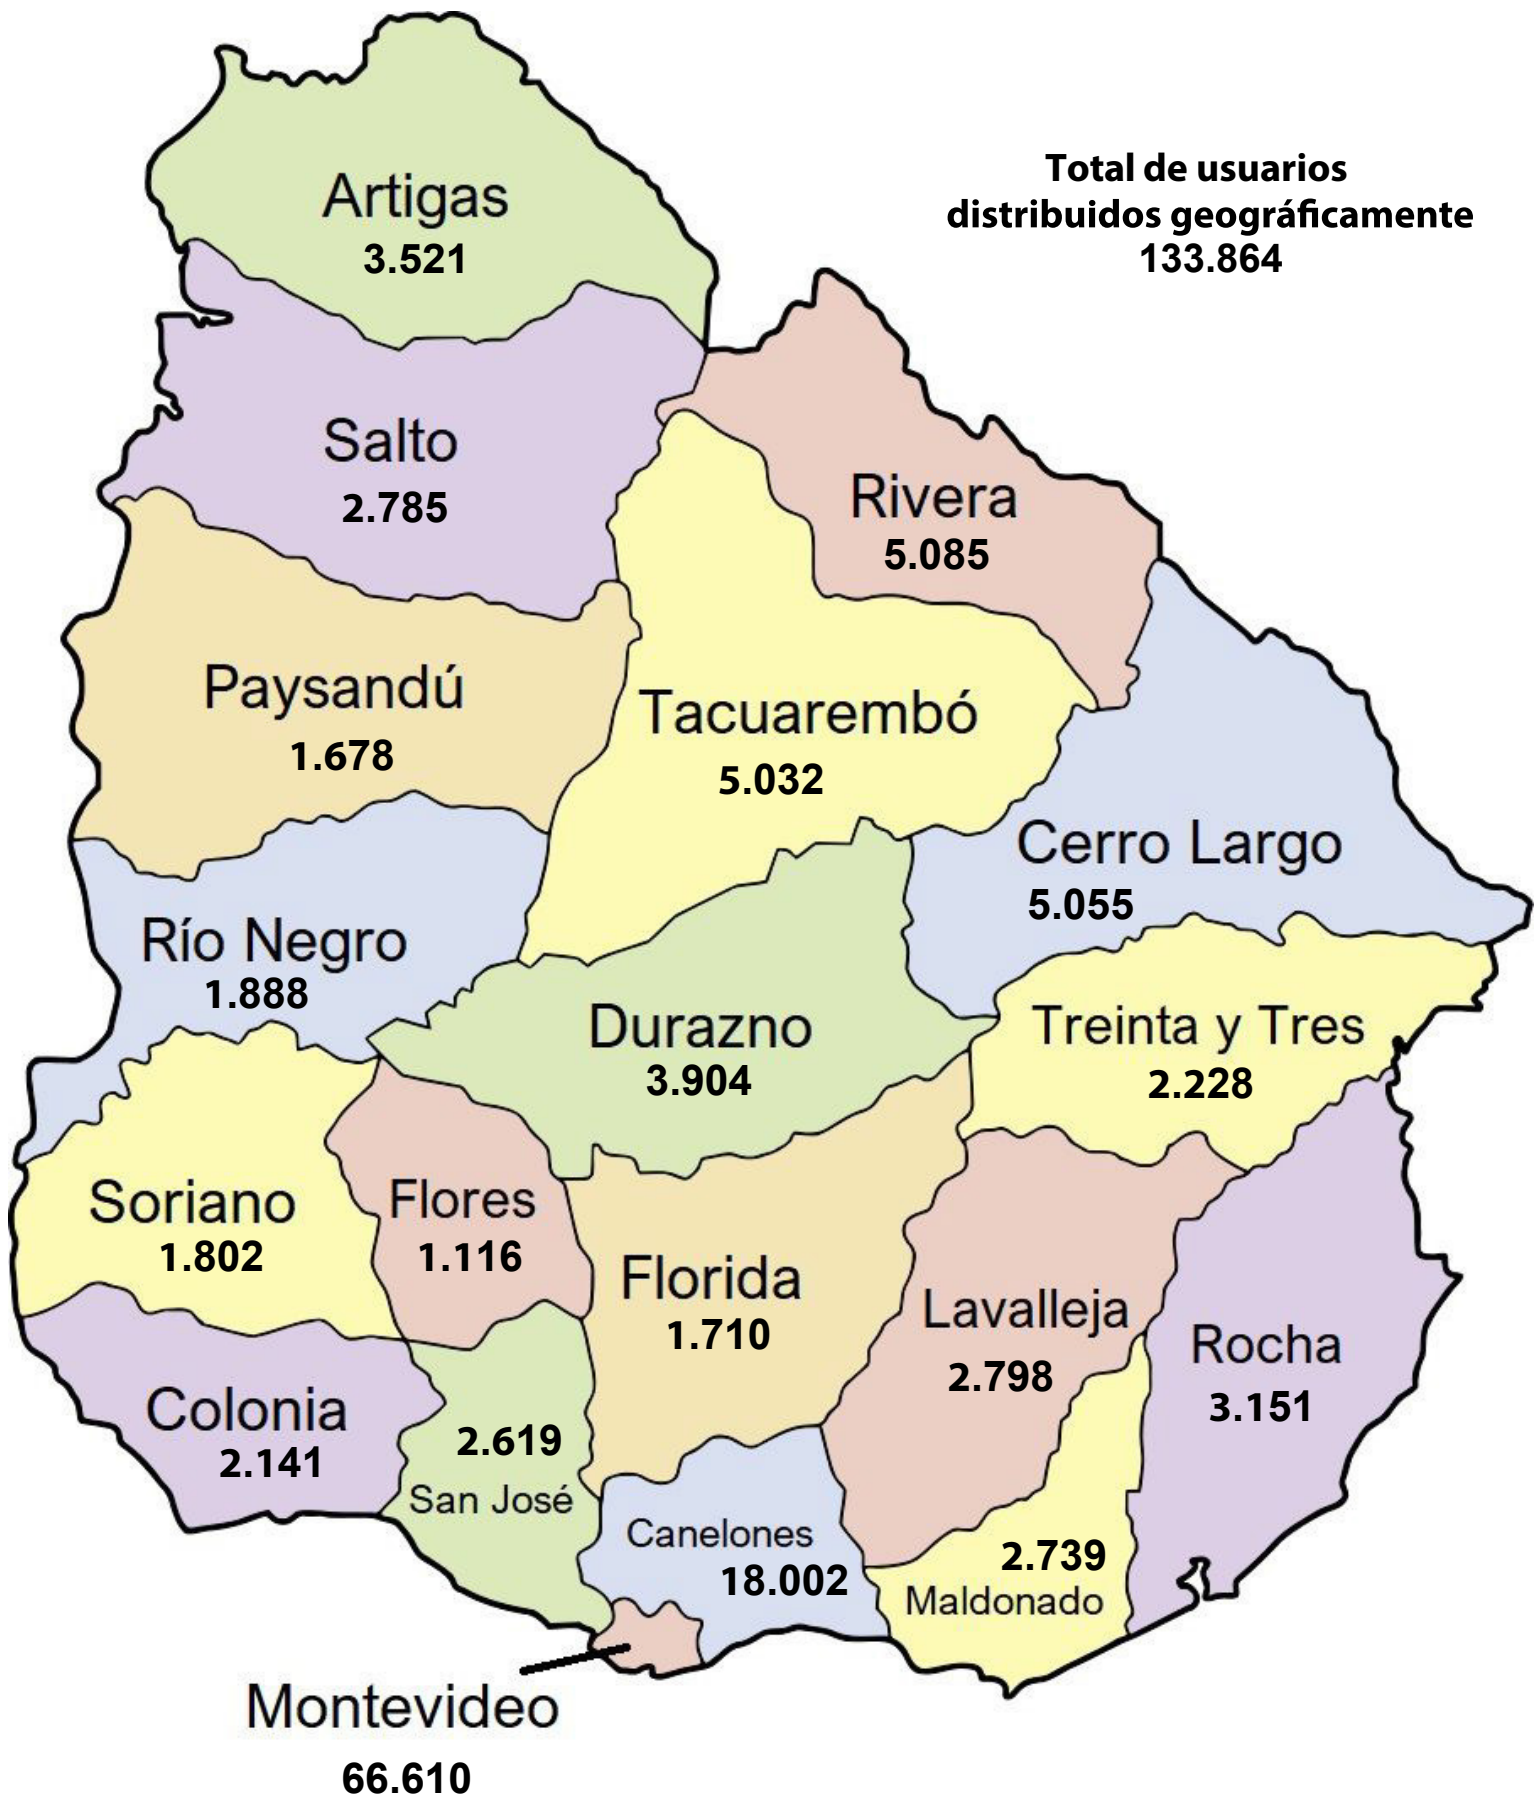 Total de usuarios
distribuidos geográficamente
133.864
Artigas
3.521
Salto
2.785
Rivera
5.085
Paysandú
1.678
Tacuarembó
5.032
Cerro Largo
5.055
Río Negro
1.888
Durazno
3.904
Treinta y Tres
2.228
Soriano
1.802
Flores
1.116
Florida
1.710
Lavalleja
2.798
Rocha
3.151
Colonia
2.141
2.619
San José
Canelones
18.002
2.739
Maldonado
Montevideo
66.610